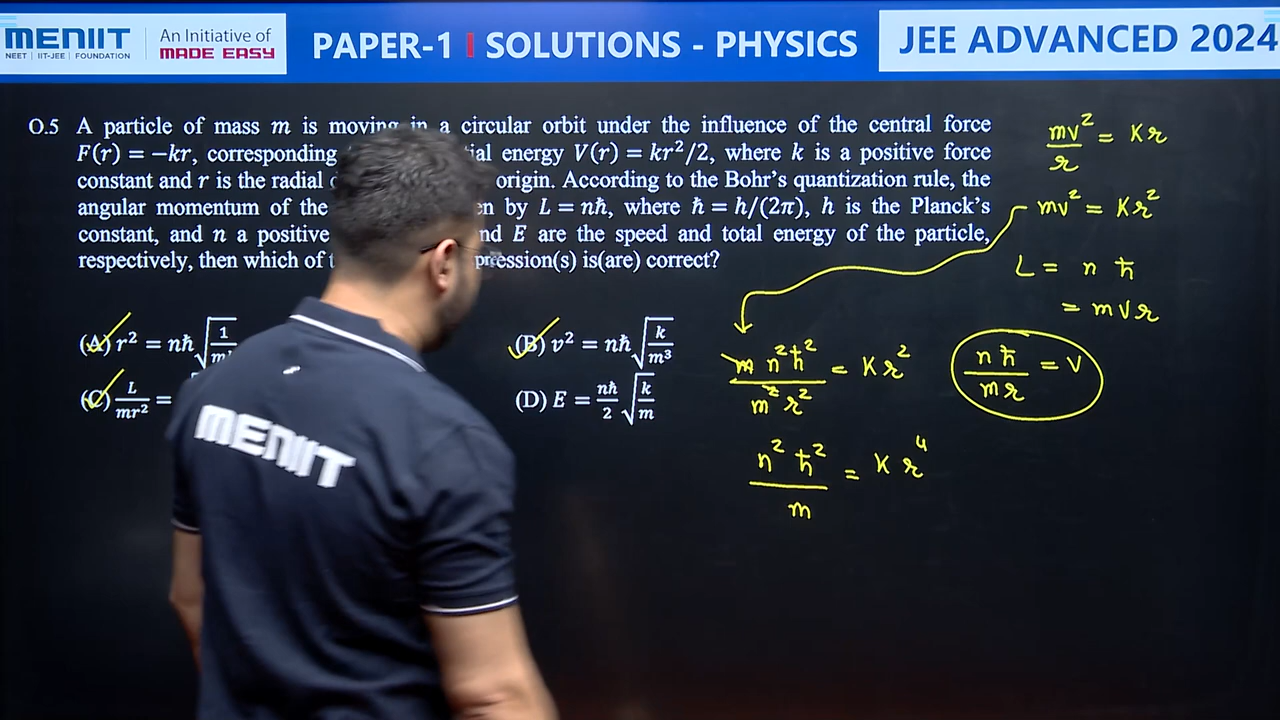 MENIIT
NEET | IIT-JEE | FOUNDATION
An Initiative of
MADE EASY
PAPER-1 | SOLUTIONS - PHYSICS
JEE ADVANCED 2024
Q.5 A particle of mass m is moving in a circular orbit under the influence of the central force
F(r) = −kr, corresponding energy V(r) = kr²/2, where k is a positive force
constant and r is the radial origin. According to the Bohr's quantization rule, the
angular momentum of the by L = nħ, where ħ = h/(2π), h is the Planck's
constant, and n a positive E are the speed and total energy of the particle,
respectively, then which of is(are) correct?
(A) r² = nħ√(1/
(B) v² = nħ√(k/m³)
(C) L/mr² =
(D) E = nħ/2 √(k/m)
mv²/r = Kr
mv² = Kr²
L = nħ
= mvr
nħ/mr = v
m n²ħ²/m²r² = Kr²
n²ħ²/m = Kr⁴
MENIIT